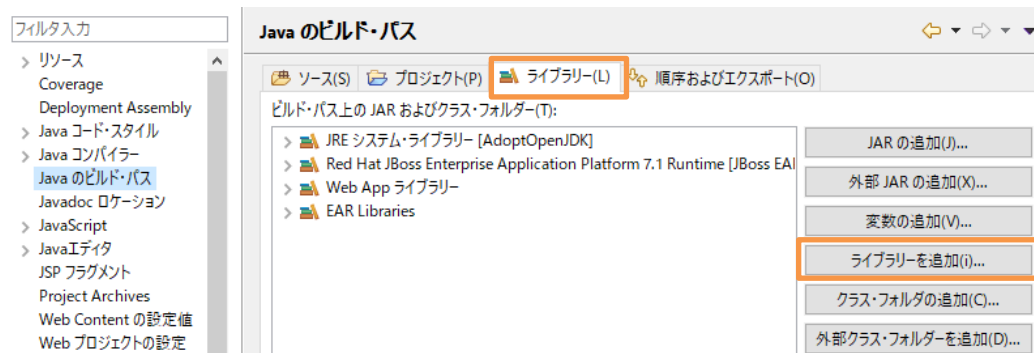 フィルタ入力
リソース
Coverage
Deployment Assembly
Java コード・スタイル
Java コンパイラー
Java のビルド・パス
Javadoc ロケーション
JavaScript
Javaエディタ
JSP フラグメント
Project Archives
Web Content の設定値
Web プロジェクトの設定
Java のビルド・パス
ソース(S) プロジェクト(P) ライブラリー(L) 順序およびエクスポート(O)
ビルド・パス上の JAR およびクラス・フォルダー(T):
JRE システム・ライブラリー [AdoptOpenJDK]
Red Hat JBoss Enterprise Application Platform 7.1 Runtime [JBoss EAI
Web App ライブラリー
EAR Libraries
JAR の追加(J)...
外部 JAR の追加(X)...
変数の追加(V)...
ライブラリーを追加(i)...
クラス・フォルダの追加(C)...
外部クラス・フォルダーを追加(D)...